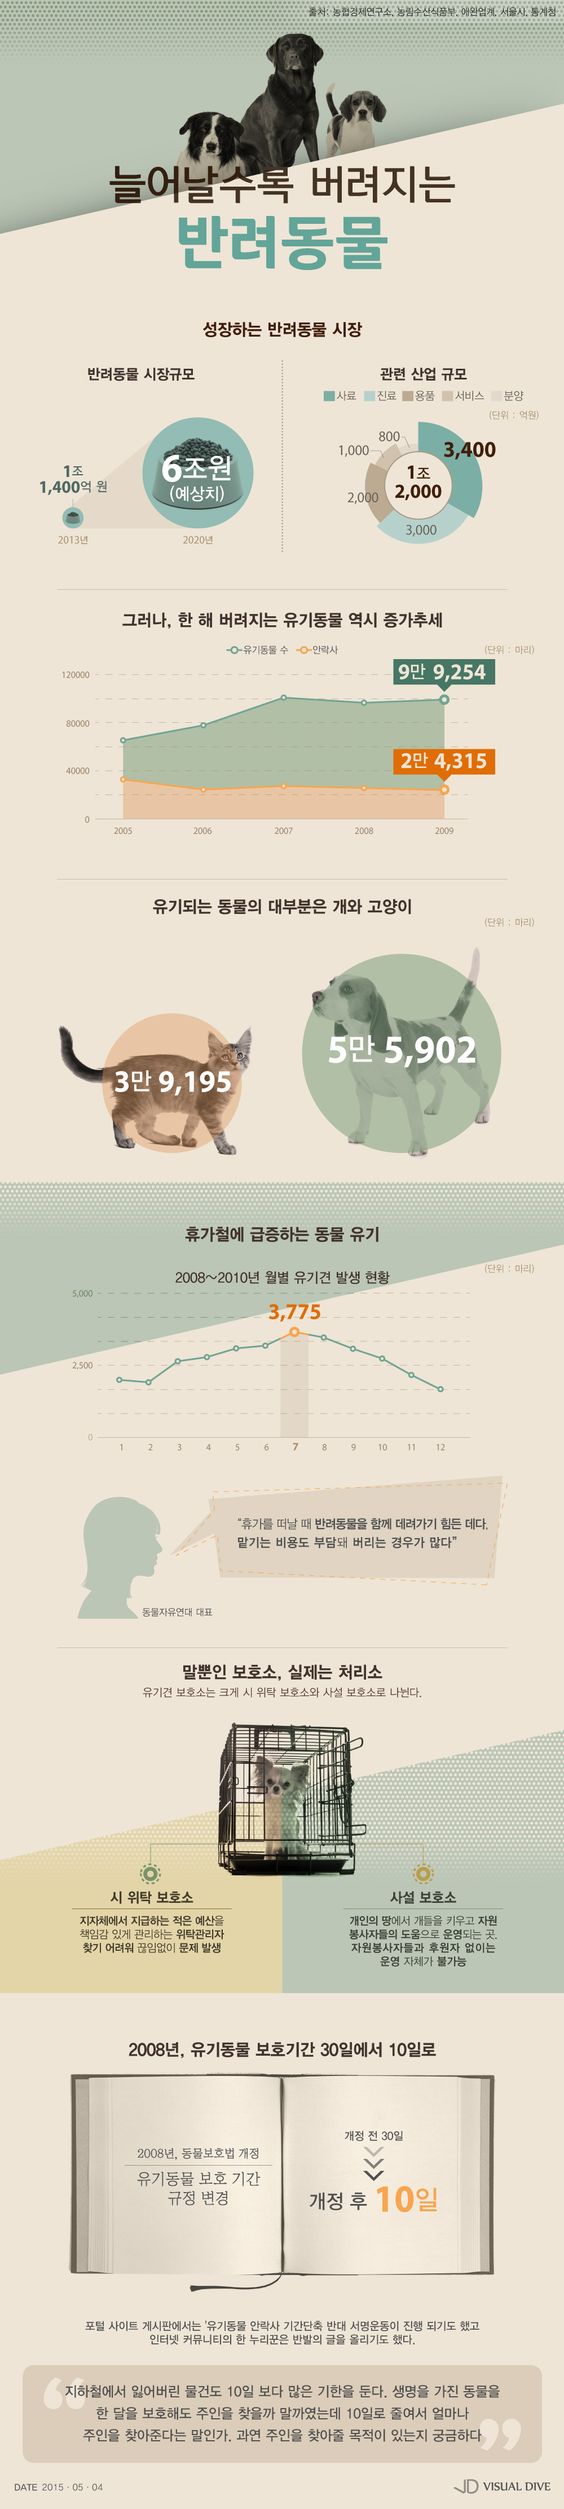 출처: 농협경제연구소, 농림수산식품부, 애완업계, 서울시, 통계청
늘어날수록 버려지는
반려동물
성장하는 반려동물 시장
반려동물 시장규모
1조
1,400억 원
2013년
6조원
(예상치)
2020년
관련 산업 규모
사료 진료 용품 서비스 분양
(단위 : 억원)
800
1,000
3,400
1조
2,000
2,000
3,000
그러나, 한 해 버려지는 유기동물 역시 증가추세
유기동물 수 안락사
(단위 : 마리)
120000
9만 9,254
80000
2만 4,315
40000
0
2005 2006 2007 2008 2009
유기되는 동물의 대부분은 개와 고양이
(단위 : 마리)
3만 9,195
5만 5,902
휴가철에 급증하는 동물 유기
(단위 : 마리)
2008~2010년 월별 유기견 발생 현황
5,000
3,775
2,500
0
1 2 3 4 5 6 7 8 9 10 11 12
“휴가를 떠날 때 반려동물을 함께 데려가기 힘든 데다,
맡기는 비용도 부담돼 버리는 경우가 많다”
동물자유연대 대표
말뿐인 보호소, 실제는 처리소
유기견 보호소는 크게 시 위탁 보호소와 사설 보호소로 나뉜다.
시 위탁 보호소
지자체에서 지급하는 적은 예산을
책임감 있게 관리하는 위탁관리자
찾기 어려워 끊임없이 문제 발생
사설 보호소
개인의 땅에서 개들을 키우고 자원
봉사자들의 도움으로 운영되는 곳.
자원봉사자들과 후원자 없이는
운영 자체가 불가능
2008년, 유기동물 보호기간 30일에서 10일로
2008년, 동물보호법 개정
유기동물 보호 기간
규정 변경
개정 전 30일
개정 후 10일
포털 사이트 게시판에서는 '유기동물 안락사 기간단축 반대 서명운동이 진행 되기도 했고
인터넷 커뮤니티의 한 누리꾼은 반발의 글을 올리기도 했다.
“지하철에서 잃어버린 물건도 10일 보다 많은 기한을 둔다. 생명을 가진 동물을
한 달을 보호해도 주인을 찾을까 말까였는데 10일로 줄여서 얼마나
주인을 찾아준다는 말인가. 과연 주인을 찾아줄 목적이 있는지 궁금하다”
DATE 2015 · 05 · 04
VD VISUAL DIVE